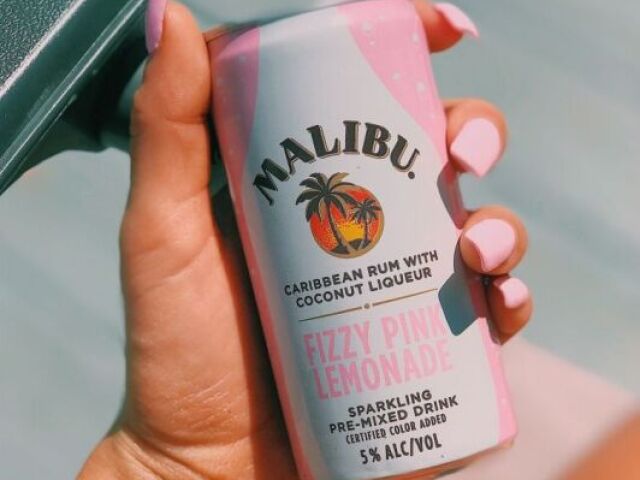 MALIBU.
CARIBBEAN RUM WITH
COCONUT LIQUEUR
FIZZY PINK
LEMONADE
SPARKLING
PRE-MIXED DRINK
CERTIFIED COLOR ADDED
5% ALC/VOL